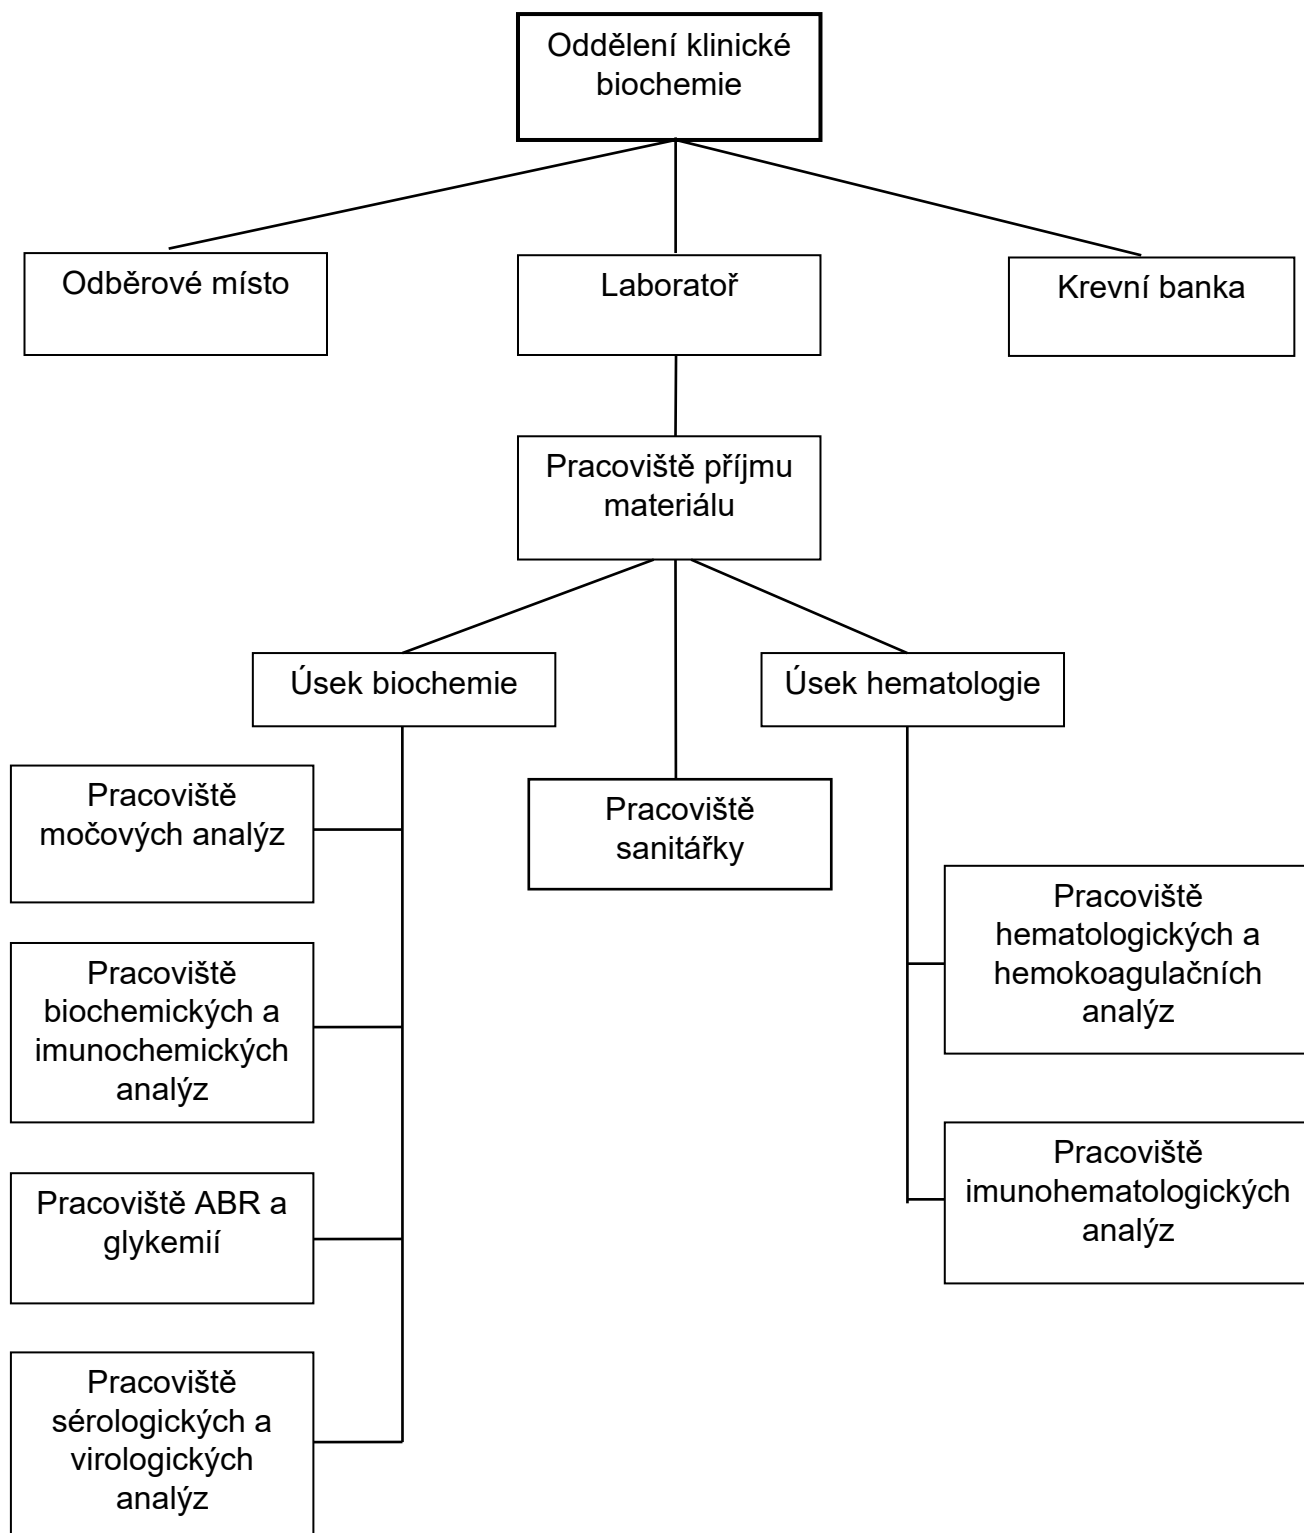 Oddělení klinické
biochemie
Odběrové místo
Laboratoř
Krevní banka
Pracoviště příjmu
materiálu
Úsek biochemie
Úsek hematologie
Pracoviště
močových analýz
Pracoviště
sanitářky
Pracoviště
hematologických a
hemokoagulačních
analýz
Pracoviště
biochemických a
imunochemických
analýz
Pracoviště
imunohematologických
analýz
Pracoviště ABR a
glykemií
Pracoviště
sérologických a
virologických
analýz